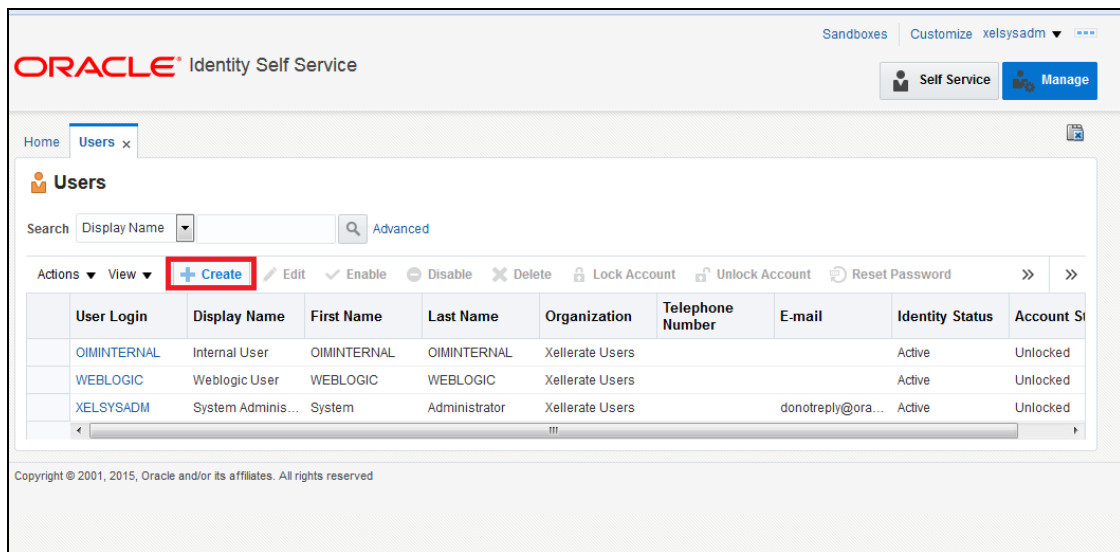 Sandboxes Customize xelsysadm
ORACLE® Identity Self Service
Self Service Manage
Home Users x
Users
Search Display Name Advanced
Actions View Create Edit Enable Disable Delete Lock Account Unlock Account Reset Password » »
User Login Display Name First Name Last Name Organization Telephone Number E-mail Identity Status Account St
OIMINTERNAL Internal User OIMINTERNAL OIMINTERNAL Xellerate Users Active Unlocked
WEBLOGIC Weblogic User WEBLOGIC WEBLOGIC Xellerate Users Active Unlocked
XELSYSADM System Adminis... System Administrator Xellerate Users donotreply@ora... Active Unlocked
Copyright © 2001, 2015, Oracle and/or its affiliates. All rights reserved